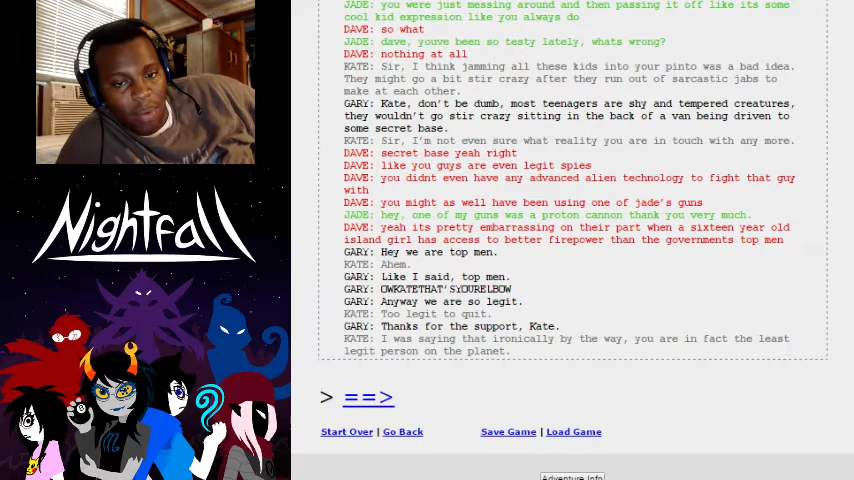 JADE: you were just messing around and then passing it off like its some
cool kid expression like you always do
DAVE: so what
JADE: dave, youve been so testy lately, whats wrong?
DAVE: nothing at all
KATE: Sir, I think jamming all these kids into your pinto was a bad idea.
They might go a bit stir crazy after they run out of sarcastic jabs to
make at each other.
GARY: Kate, don't be dumb, most teenagers are shy and tempered creatures,
they wouldn't go stir crazy sitting in the back of a van being driven to
some secret base.
KATE: Sir, I'm not even sure what reality you are in touch with any more.
DAVE: secret base yeah right
DAVE: like you guys are even legit spies
DAVE: you didnt even have any advanced alien technology to fight that guy
with
DAVE: you might as well have been using one of jade's guns
JADE: hey, one of my guns was a proton cannon thank you very much.
DAVE: yeah its pretty embarrassing on their part when a sixteen year old
island girl has access to better firepower than the governments top men
GARY: Hey we are top men.
KATE: Ahem.
GARY: Like I said, top men.
GARY: OWKATETHAT'SYOURELBOW
GARY: Anyway we are so legit.
KATE: Too legit to quit.
GARY: Thanks for the support, Kate.
KATE: I was saying that ironically by the way, you are in fact the least
legit person on the planet.
> ==>
Start Over | Go Back Save Game | Load Game
Adventure Info
Nightfall